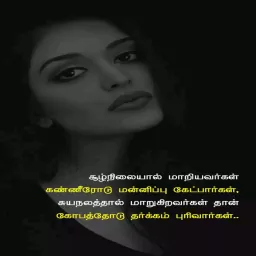 சூழ்நிலையால் மாறியவர்கள்
கண்ணீரோடு மன்னிப்பு கேட்பார்கள்,
சுயநலத்தால் மாறுகிறவர்கள் தான்
கோபத்தோடு தர்க்கம் புரிவார்கள்..